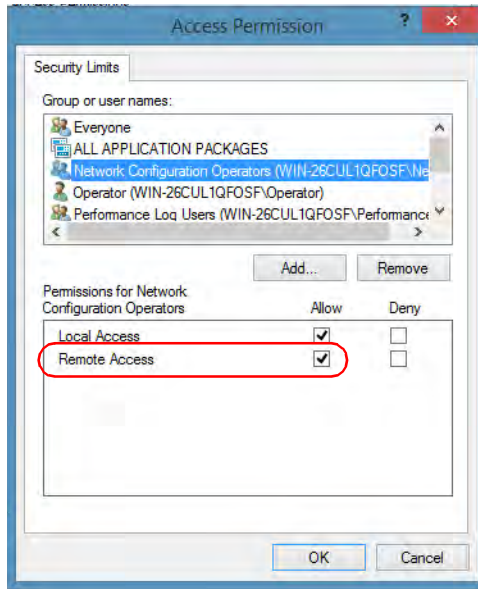 Access Permission
?
Security Limits
Group or user names:
Everyone
ALL APPLICATION PACKAGES
Network Configuration Operators (WIN-26CUL1QFOSF\Ne
Operator (WIN-26CUL1QFOSF\Operator)
Performance Log Users (WIN-26CUL1QFOSF\Performance
Add...
Remove
Permissions for Network
Configuration Operators
Allow
Deny
Local Access
Remote Access
OK
Cancel